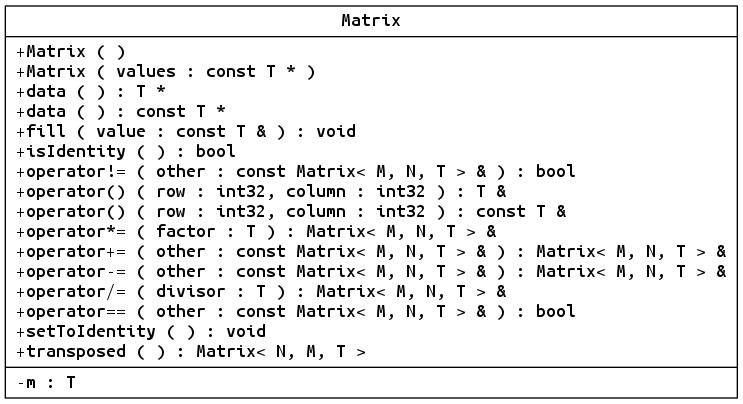 Matrix
+Matrix ( )
+Matrix ( values : const T * )
+data ( ) : T *
+data ( ) : const T *
+fill ( value : const T & ) : void
+isIdentity ( ) : bool
+operator!= ( other : const Matrix< M, N, T > & ) : bool
+operator() ( row : int32, column : int32 ) : T &
+operator() ( row : int32, column : int32 ) : const T &
+operator*= ( factor : T ) : Matrix< M, N, T > &
+operator+= ( other : const Matrix< M, N, T > & ) : Matrix< M, N, T > &
+operator-= ( other : const Matrix< M, N, T > & ) : Matrix< M, N, T > &
+operator/= ( divisor : T ) : Matrix< M, N, T > &
+operator== ( other : const Matrix< M, N, T > & ) : bool
+setToIdentity ( ) : void
+transposed ( ) : Matrix< N, M, T >
-m : T